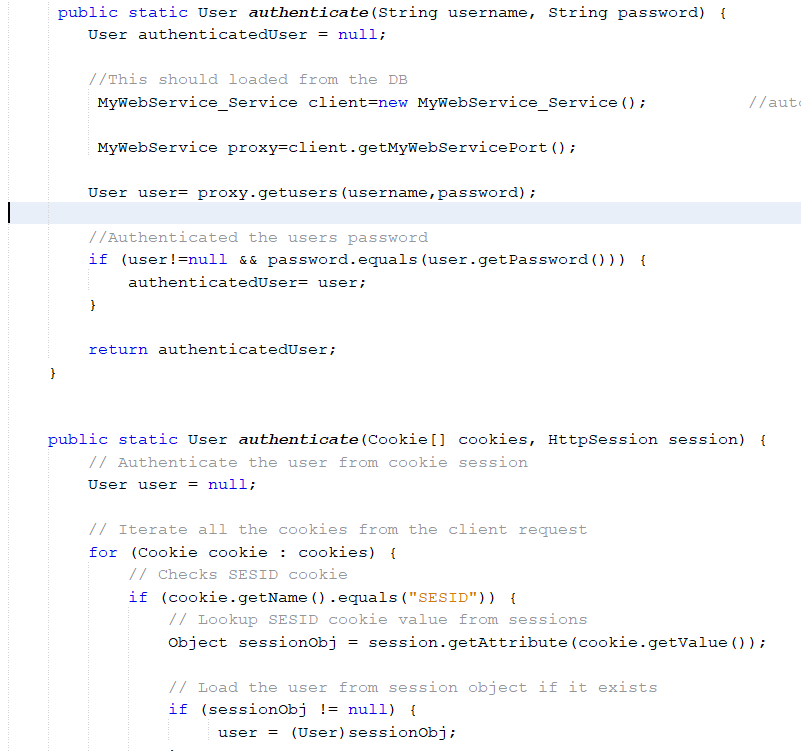 public static User authenticate(String username, String password) {
User authenticatedUser = null;
//This should loaded from the DB
MyWebService_Service client=new MyWebService_Service(); //auto
MyWebService proxy=client.getMyWebServicePort();
User user= proxy.getusers(username,password);
//Authenticated the users password
if (user!=null && password.equals(user.getPassword())) {
authenticatedUser= user;
}
return authenticatedUser;
}
public static User authenticate(Cookie[] cookies, HttpSession session) {
// Authenticate the user from cookie session
User user = null;
// Iterate all the cookies from the client request
for (Cookie cookie : cookies) {
// Checks SESID cookie
if (cookie.getName().equals("SESID")) {
// Lookup SESID cookie value from sessions
Object sessionObj = session.getAttribute(cookie.getValue());
// Load the user from session object if it exists
if (sessionObj != null) {
user = (User)sessionObj;